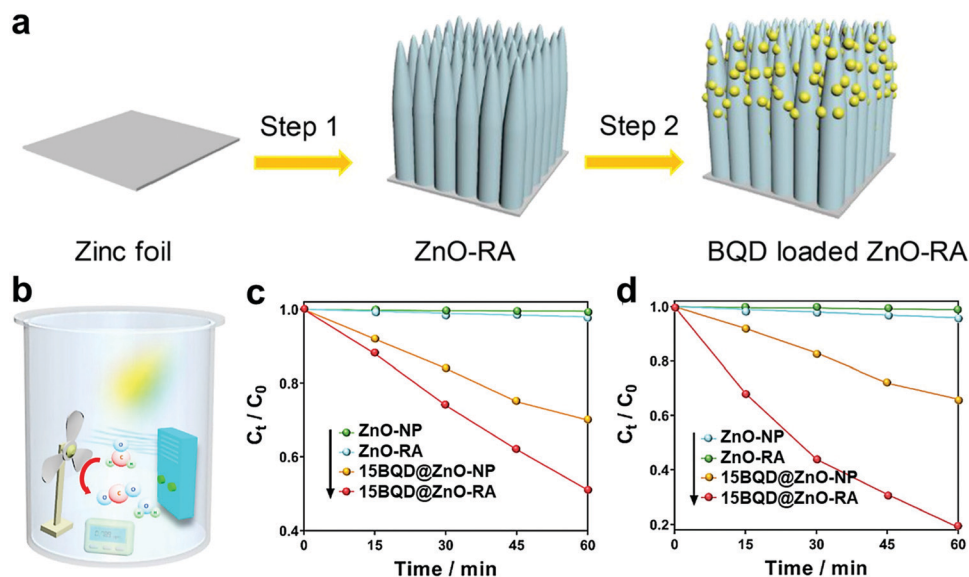 a
Step 1
Step 2
Zinc foil
ZnO-RA
BQD loaded ZnO-RA
b
c
1.0
0.8
0.6
0.4
Ct / C0
ZnO-NP
ZnO-RA
15BQD@ZnO-NP
15BQD@ZnO-RA
0
15
30
45
60
Time / min
d
1.0
0.8
0.6
0.4
0.2
Ct / C0
ZnO-NP
ZnO-RA
15BQD@ZnO-NP
15BQD@ZnO-RA
0
15
30
45
60
Time / min